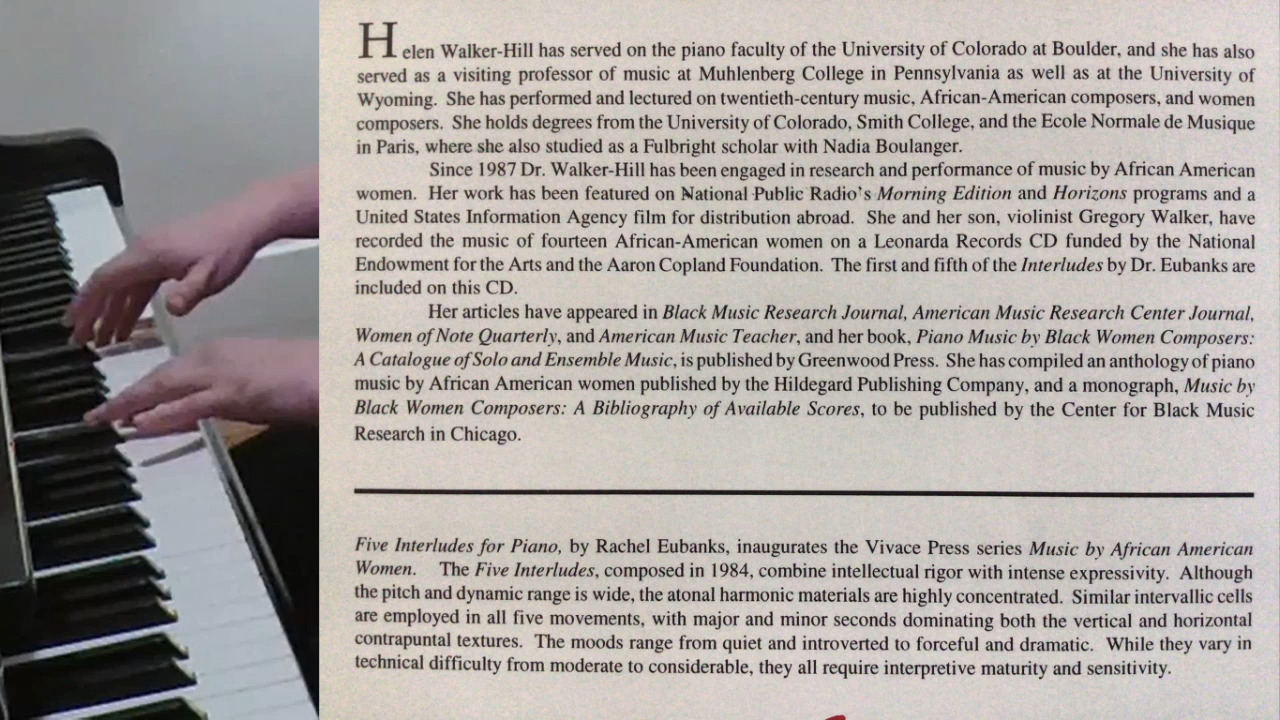 Helen Walker-Hill has served on the piano faculty of the University of Colorado at Boulder, and she has also
served as a visiting professor of music at Muhlenberg College in Pennsylvania as well as at the University of
Wyoming. She has performed and lectured on twentieth-century music, African-American composers, and women
composers. She holds degrees from the University of Colorado, Smith College, and the Ecole Normale de Musique
in Paris, where she also studied as a Fulbright scholar with Nadia Boulanger.
Since 1987 Dr. Walker-Hill has been engaged in research and performance of music by African American
women. Her work has been featured on National Public Radio's Morning Edition and Horizons programs and a
United States Information Agency film for distribution abroad. She and her son, violinist Gregory Walker, have
recorded the music of fourteen African-American women on a Leonarda Records CD funded by the National
Endowment for the Arts and the Aaron Copland Foundation. The first and fifth of the Interludes by Dr. Eubanks are
included on this CD.
Her articles have appeared in Black Music Research Journal, American Music Research Center Journal,
Women of Note Quarterly, and American Music Teacher, and her book, Piano Music by Black Women Composers:
A Catalogue of Solo and Ensemble Music, is published by Greenwood Press. She has compiled an anthology of piano
music by African American women published by the Hildegard Publishing Company, and a monograph, Music by
Black Women Composers: A Bibliography of Available Scores, to be published by the Center for Black Music
Research in Chicago.
Five Interludes for Piano, by Rachel Eubanks, inaugurates the Vivace Press series Music by African American
Women. The Five Interludes, composed in 1984, combine intellectual rigor with intense expressivity. Although
the pitch and dynamic range is wide, the atonal harmonic materials are highly concentrated. Similar intervallic cells
are employed in all five movements, with major and minor seconds dominating both the vertical and horizontal
contrapuntal textures. The moods range from quiet and introverted to forceful and dramatic. While they vary in
technical difficulty from moderate to considerable, they all require interpretive maturity and sensitivity.